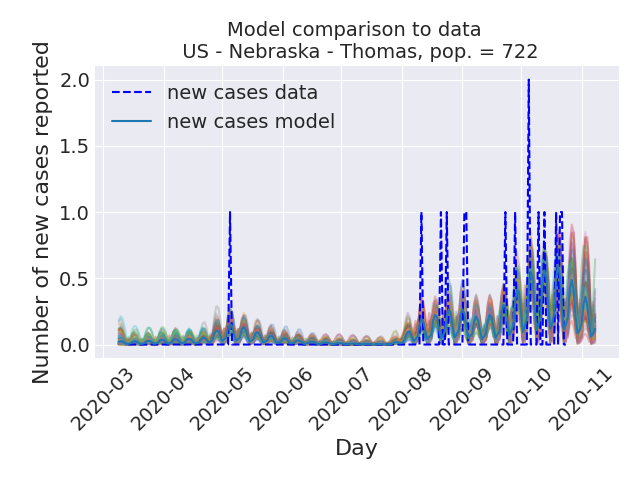 Model comparison to data
US - Nebraska - Thomas, pop. = 722
Number of new cases reported
2.0
1.5
1.0
0.5
0.0
new cases data
new cases model
2020-03
2020-04
2020-05
2020-06
2020-07
2020-08
2020-09
2020-10
2020-11
Day